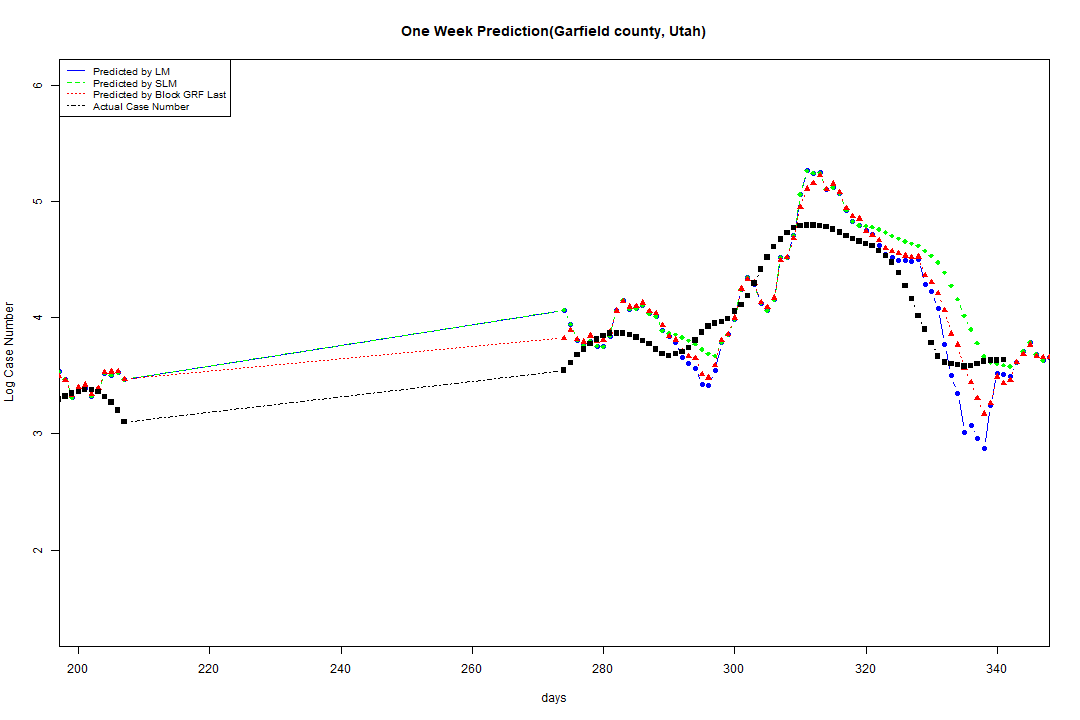 One Week Prediction(Garfield county, Utah)
Predicted by LM
Predicted by SLM
Predicted by Block GRF Last
Actual Case Number
6
5
4
3
2
Log Case Number
200 220 240 260 280 300 320 340
days